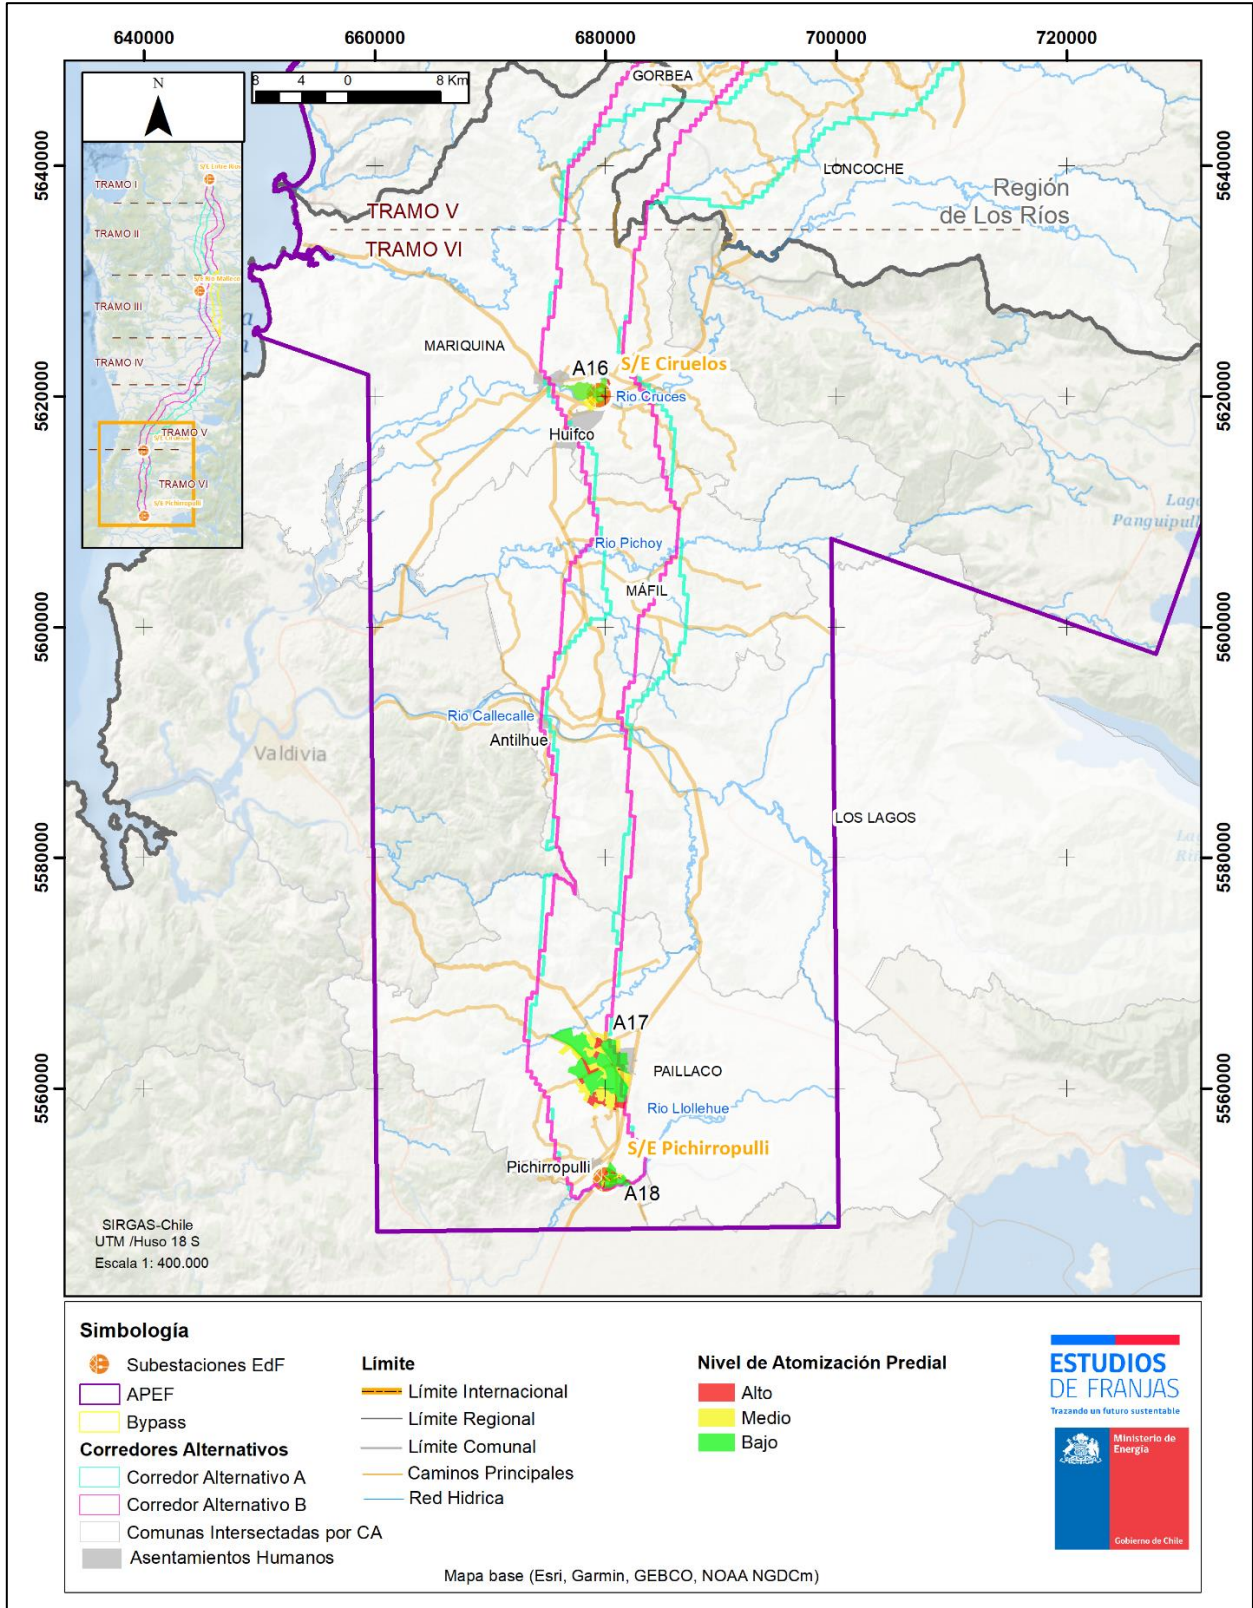 640000
660000
680000
700000
720000
N
8 4 0 8 Km
GORBEA
LONCOCHE
Región
de Los Ríos
TRAMO V
TRAMO VI
5640000
5640000
TRAMO I
TRAMO II
TRAMO III
TRAMO IV
TRAMO V
TRAMO VI
S/E Pichirropulli
MARIQUINA
A16
S/E Ciruelos
Rio Cruces
Huifco
5620000
5620000
Lago
Panguipull
Rio Pichoy
MÁFIL
5600000
5600000
Rio Callecalle
Antilhue
Valdivia
LOS LAGOS
5580000
5580000
A17
PAILLACO
Rio Llollehue
5560000
5560000
S/E Pichirropulli
Pichirropulli
A18
SIRGAS-Chile
UTM /Huso 18 S
Escala 1: 400.000
Simbología
Subestaciones EdF
APEF
Bypass
Corredores Alternativos
Corredor Alternativo A
Corredor Alternativo B
Comunas Intersectadas por CA
Asentamientos Humanos
Límite
Límite Internacional
Límite Regional
Límite Comunal
Caminos Principales
Red Hidrica
Nivel de Atomización Predial
Alto
Medio
Bajo
ESTUDIOS
DE FRANJAS
Trazando un futuro sustentable
Ministerio de
Energía
Gobierno de Chile
Mapa base (Esri, Garmin, GEBCO, NOAA NGDCm)